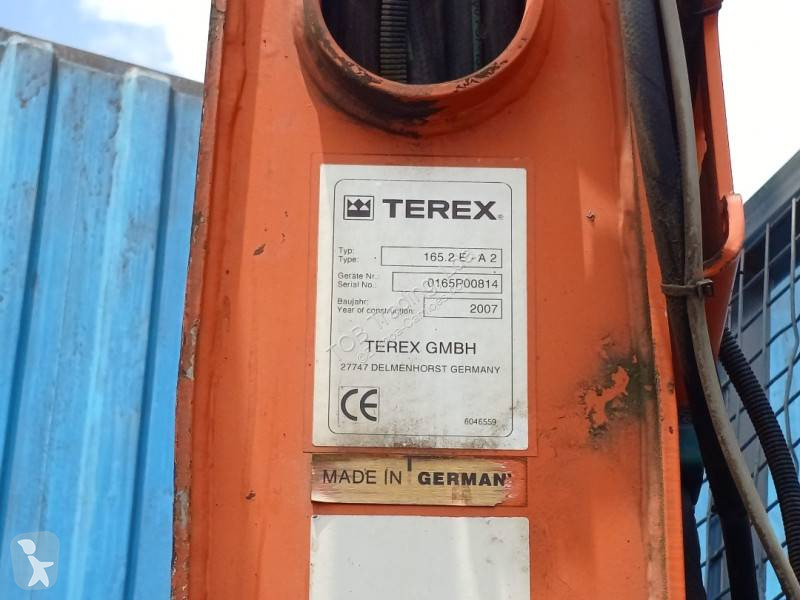 TEREX®
Typ:
Type: 165.2 E - A 2
Geräte Nr.:
Serial No.: 0165P00814
Baujahr:
Year of construction: 2007
TEREX GMBH
27747 DELMENHORST GERMANY
CE
6046559
MADE IN GERMAN